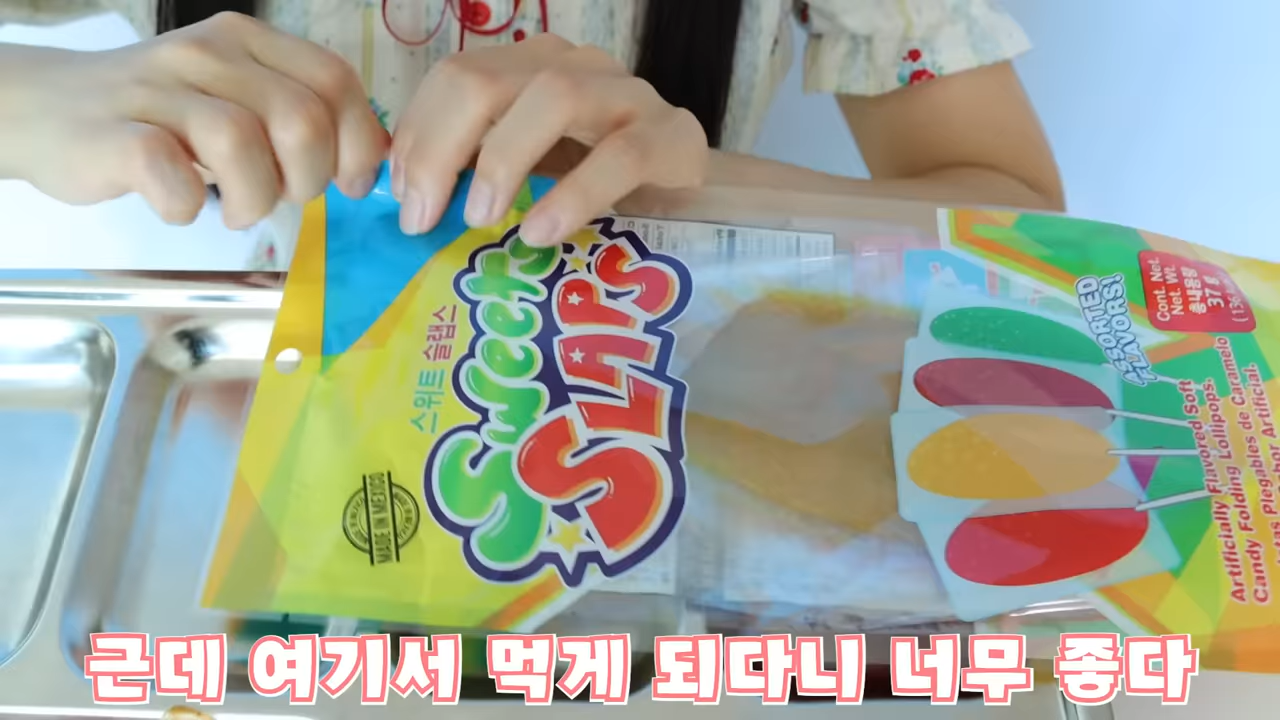 Sweets
SLAPS
스위트 슬랩스
MADE IN MEXICO
ASSORTED
FLAVORS!
Cont. Net.
Net. Wt.
총내용량
37 g
Artificially Flavored Soft
Candy Folding Lollipops.
Plegables de Caramelo
Artificial.
근데 여기서 먹게 되다니 너무 좋다